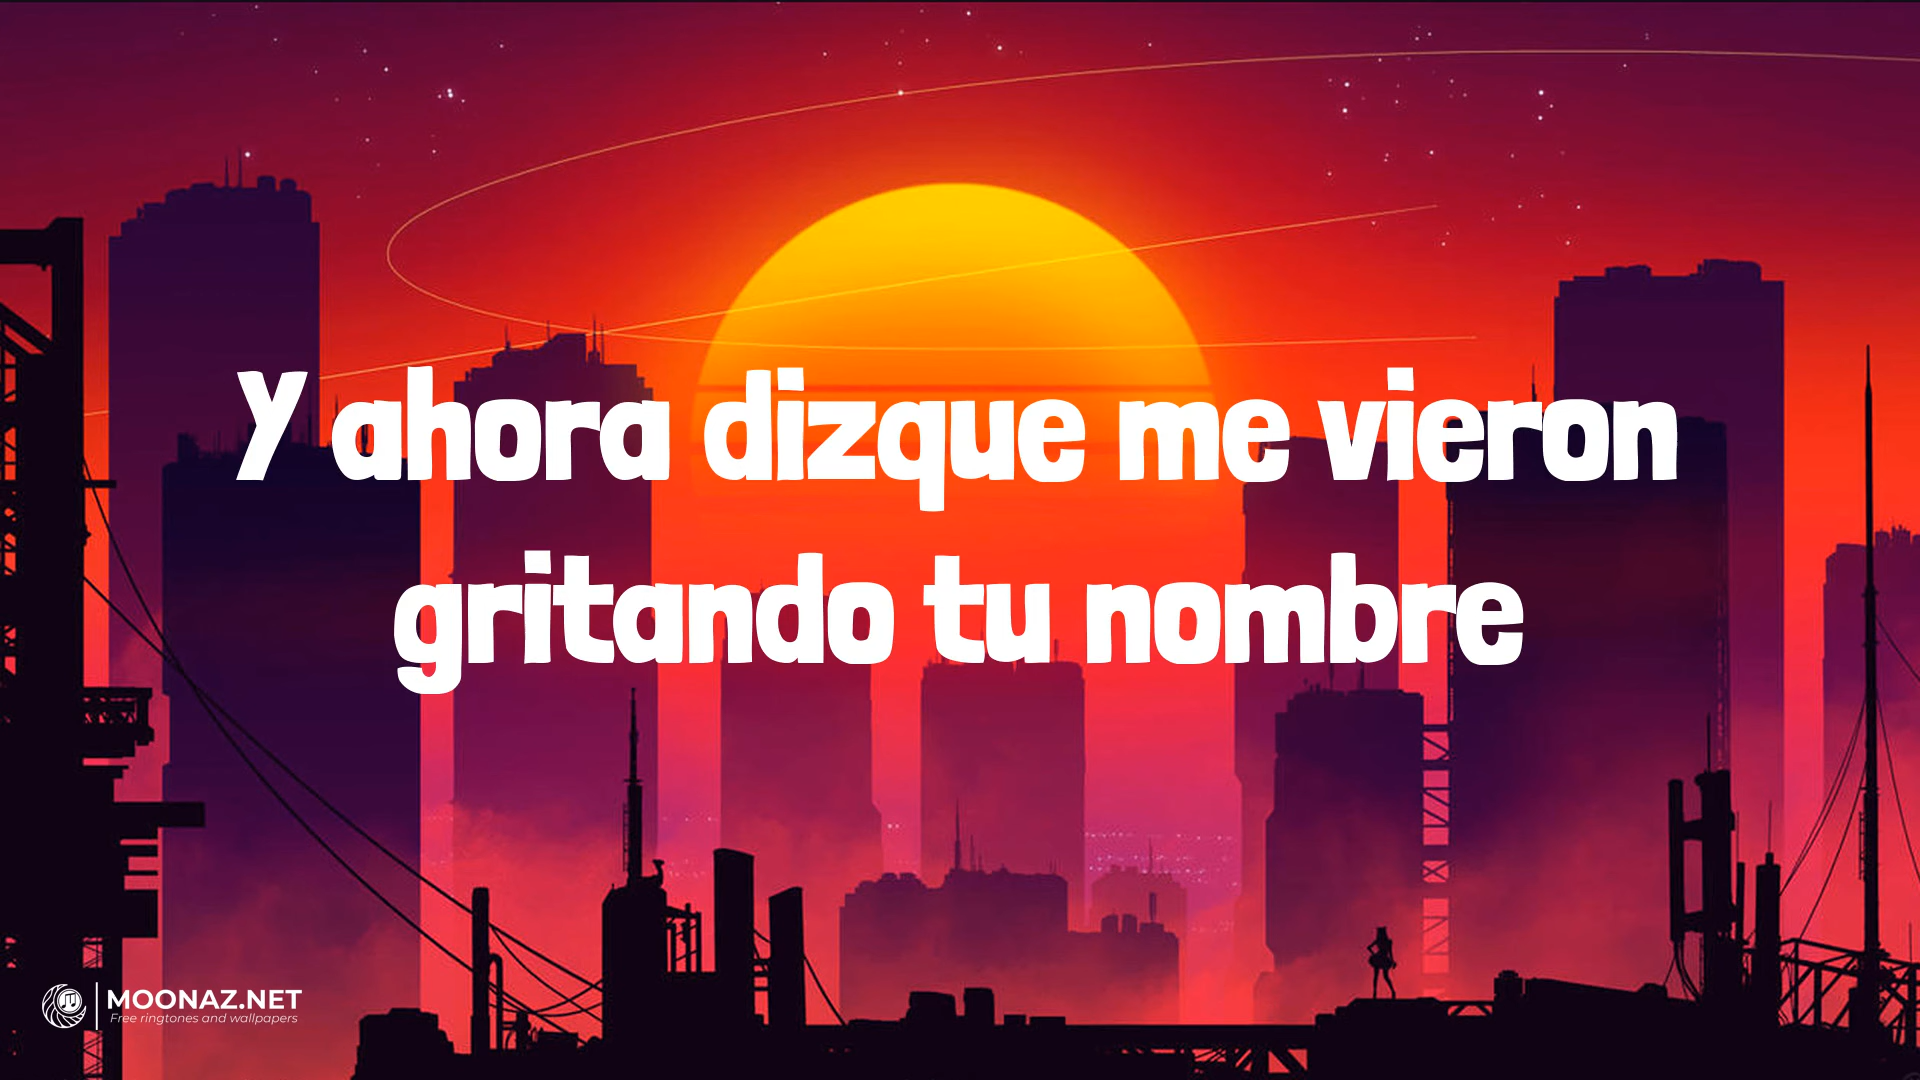 Y ahora dizque me vieron
gritando tu nombre
MOONAZ.NET
Free ringtones and wallpapers